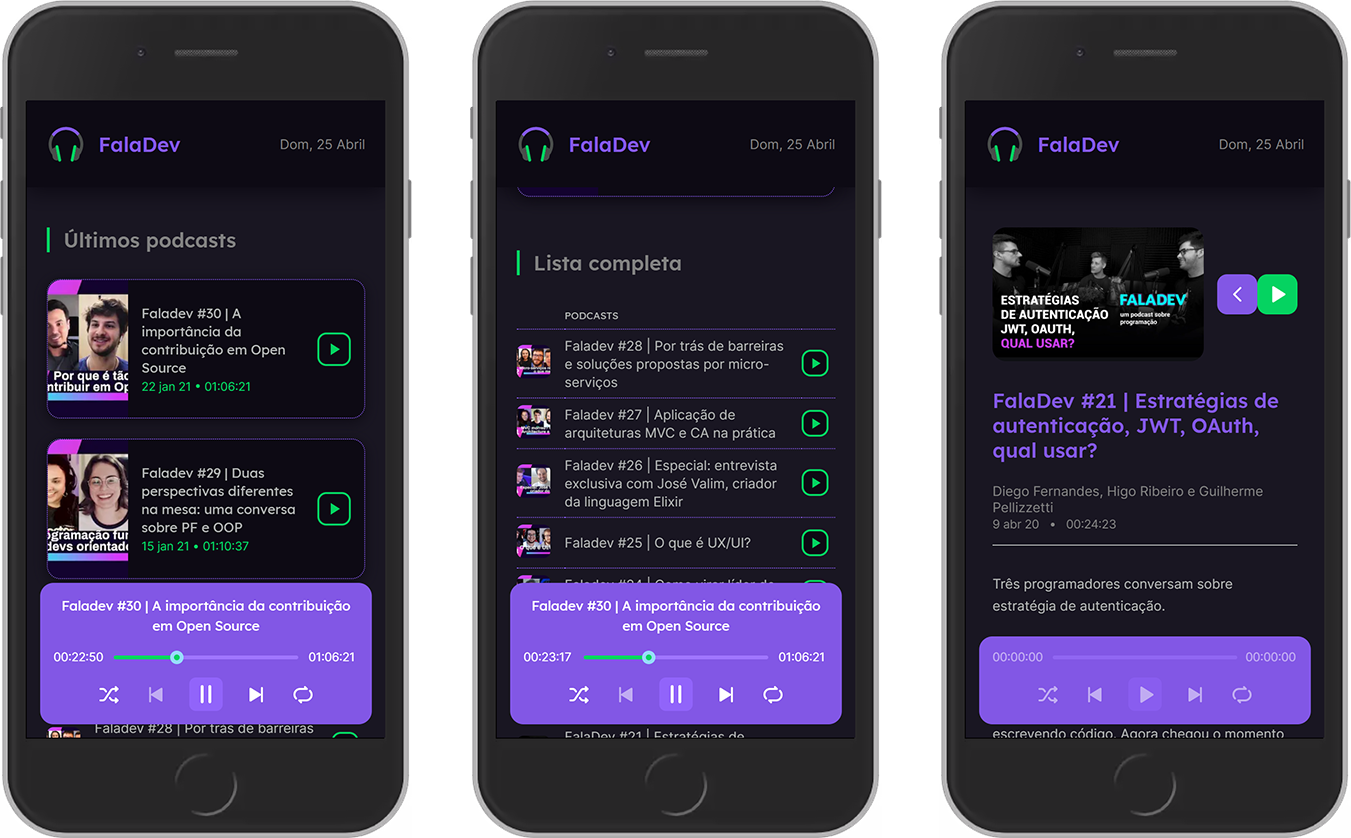 FalaDev
Dom, 25 Abril
Últimos podcasts
Faladev #30 | A
importância da
contribuição em Open
Source
22 jan 21 • 01:06:21
Por que é tão
ntribuir em Op
Faladev #29 | Duas
perspectivas diferentes
na mesa: uma conversa
sobre PF e OOP
15 jan 21 • 01:10:37
ogramação fun
devs orientado
Faladev #30 | A importância da contribuição
em Open Source
00:22:50
01:06:21
Faladev #28 | Por trás de barreiras
FalaDev
Dom, 25 Abril
Lista completa
PODCASTS
Faladev #28 | Por trás de barreiras
e soluções propostas por micro-
serviços
Faladev #27 | Aplicação de
arquiteturas MVC e CA na prática
Faladev #26 | Especial: entrevista
exclusiva com José Valim, criador
da linguagem Elixir
Faladev #25 | O que é UX/UI?
Faladev #24 | Como virar líder de
Faladev #30 | A importância da contribuição
em Open Source
00:23:17
01:06:21
FalaDev #21 | Estratégias de
FalaDev
Dom, 25 Abril
ESTRATÉGIAS
DE AUTENTICAÇÃO
JWT, OAUTH,
QUAL USAR?
FALADEV
um podcast sobre
programação
FalaDev #21 | Estratégias de
autenticação, JWT, OAuth,
qual usar?
Diego Fernandes, Higo Ribeiro e Guilherme
Pellizzetti
9 abr 20 • 00:24:23
Três programadores conversam sobre
estratégia de autenticação.
00:00:00
00:00:00
escrevendo código. Agora chegou o momento